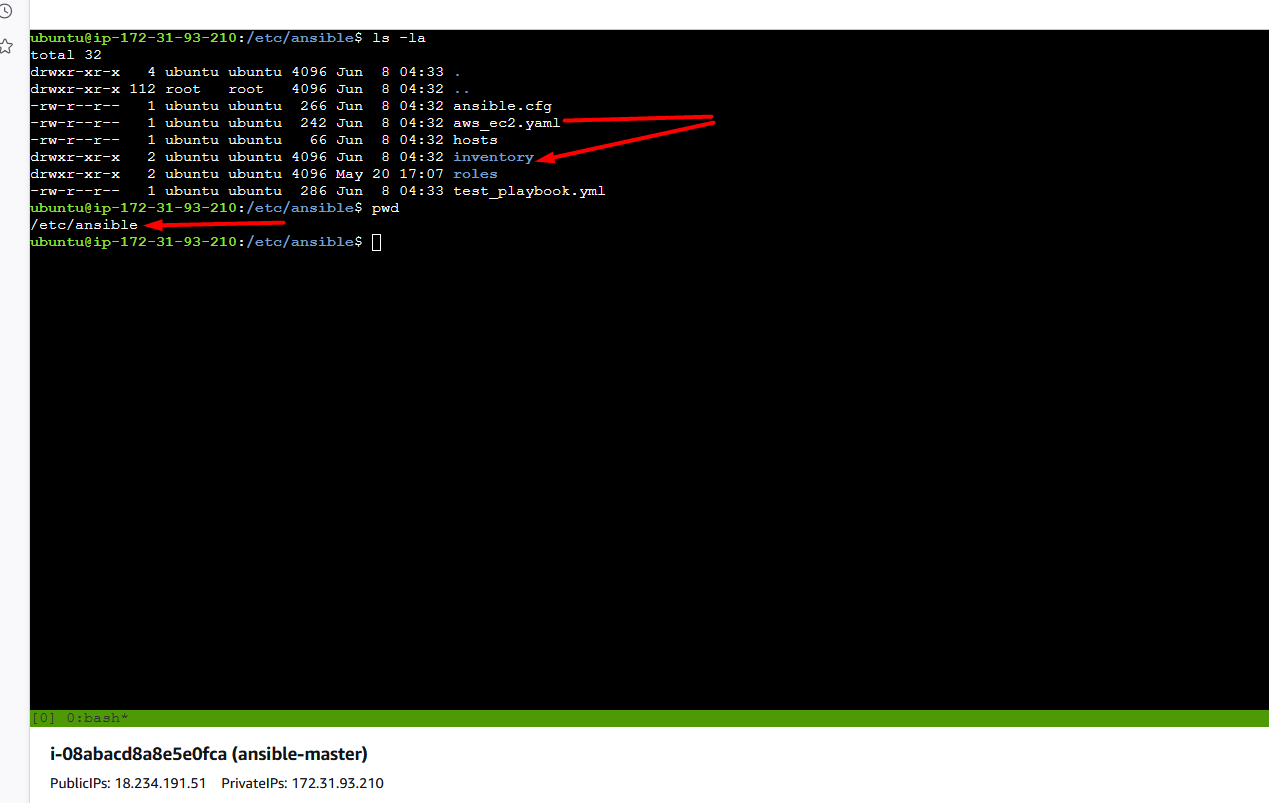 ubuntu@ip-172-31-93-210:/etc/ansible$ ls -la
total 32
drwxr-xr-x   4 ubuntu ubuntu 4096 Jun  8 04:33 .
drwxr-xr-x 112 root   root   4096 Jun  8 04:32 ..
-rw-r--r--   1 ubuntu ubuntu  266 Jun  8 04:32 ansible.cfg
-rw-r--r--   1 ubuntu ubuntu  242 Jun  8 04:32 aws_ec2.yaml
-rw-r--r--   1 ubuntu ubuntu   66 Jun  8 04:32 hosts
drwxr-xr-x   2 ubuntu ubuntu 4096 Jun  8 04:32 inventory
drwxr-xr-x   2 ubuntu ubuntu 4096 May 20 17:07 roles
-rw-r--r--   1 ubuntu ubuntu  286 Jun  8 04:33 test_playbook.yml
ubuntu@ip-172-31-93-210:/etc/ansible$ pwd
/etc/ansible
ubuntu@ip-172-31-93-210:/etc/ansible$
[0] 0:bash*
i-08abacd8a8e5e0fca (ansible-master)
PublicIPs: 18.234.191.51   PrivateIPs: 172.31.93.210